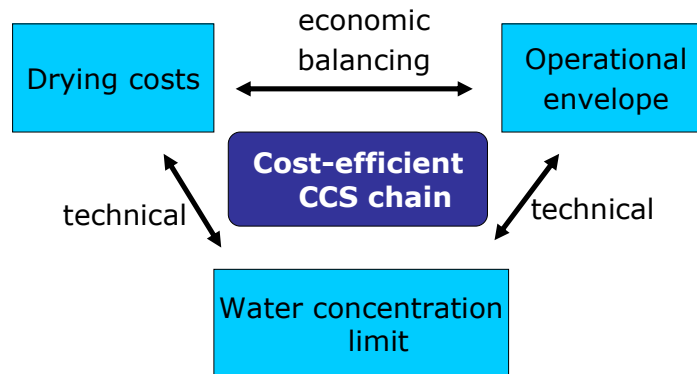 economic
balancing
Drying costs
Operational
envelope
Cost-efficient
CCS chain
technical
technical
Water concentration
limit